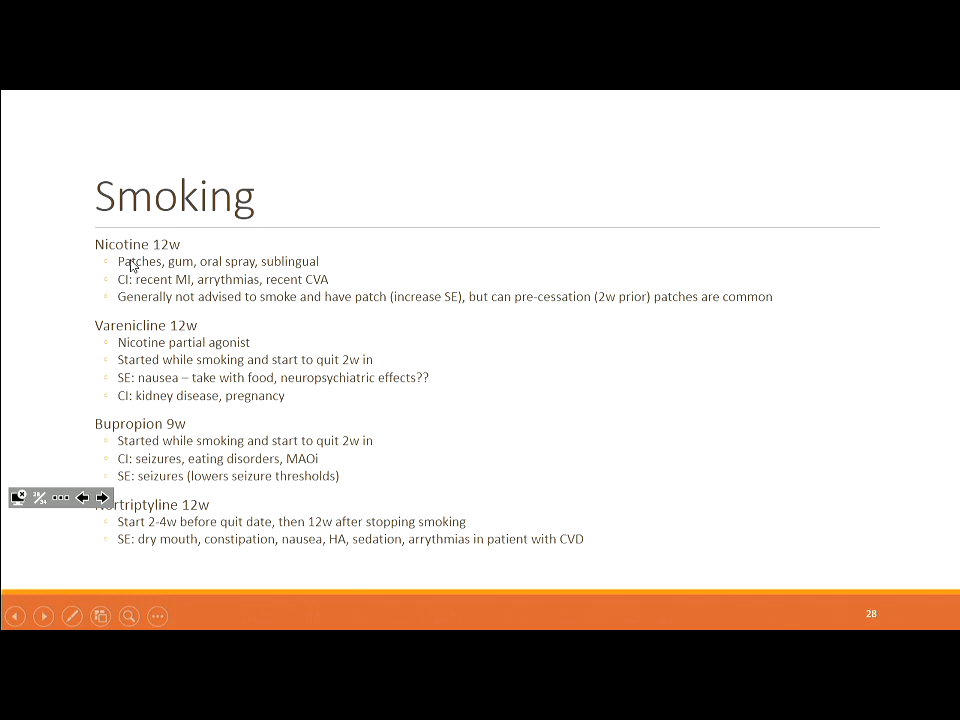 Smoking
Nicotine 12w
Patches, gum, oral spray, sublingual
CI: recent MI, arrythmias, recent CVA
Generally not advised to smoke and have patch (increase SE), but can pre-cessation (2w prior) patches are common
Varenicline 12w
Nicotine partial agonist
Started while smoking and start to quit 2w in
SE: nausea – take with food, neuropsychiatric effects??
CI: kidney disease, pregnancy
Bupropion 9w
Started while smoking and start to quit 2w in
CI: seizures, eating disorders, MAOi
SE: seizures (lowers seizure thresholds)
Nortriptyline 12w
Start 2-4w before quit date, then 12w after stopping smoking
SE: dry mouth, constipation, nausea, HA, sedation, arrythmias in patient with CVD
28